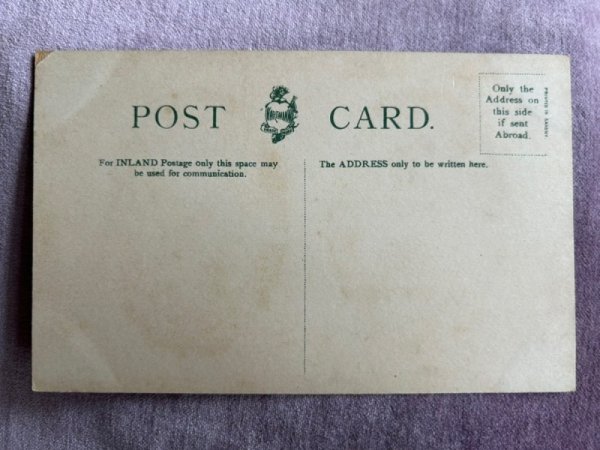 POST CARD.
For INLAND Postage only this space may
be used for communication.
The ADDRESS only to be written here.
Only the
Address on
this side
if sent
Abroad.